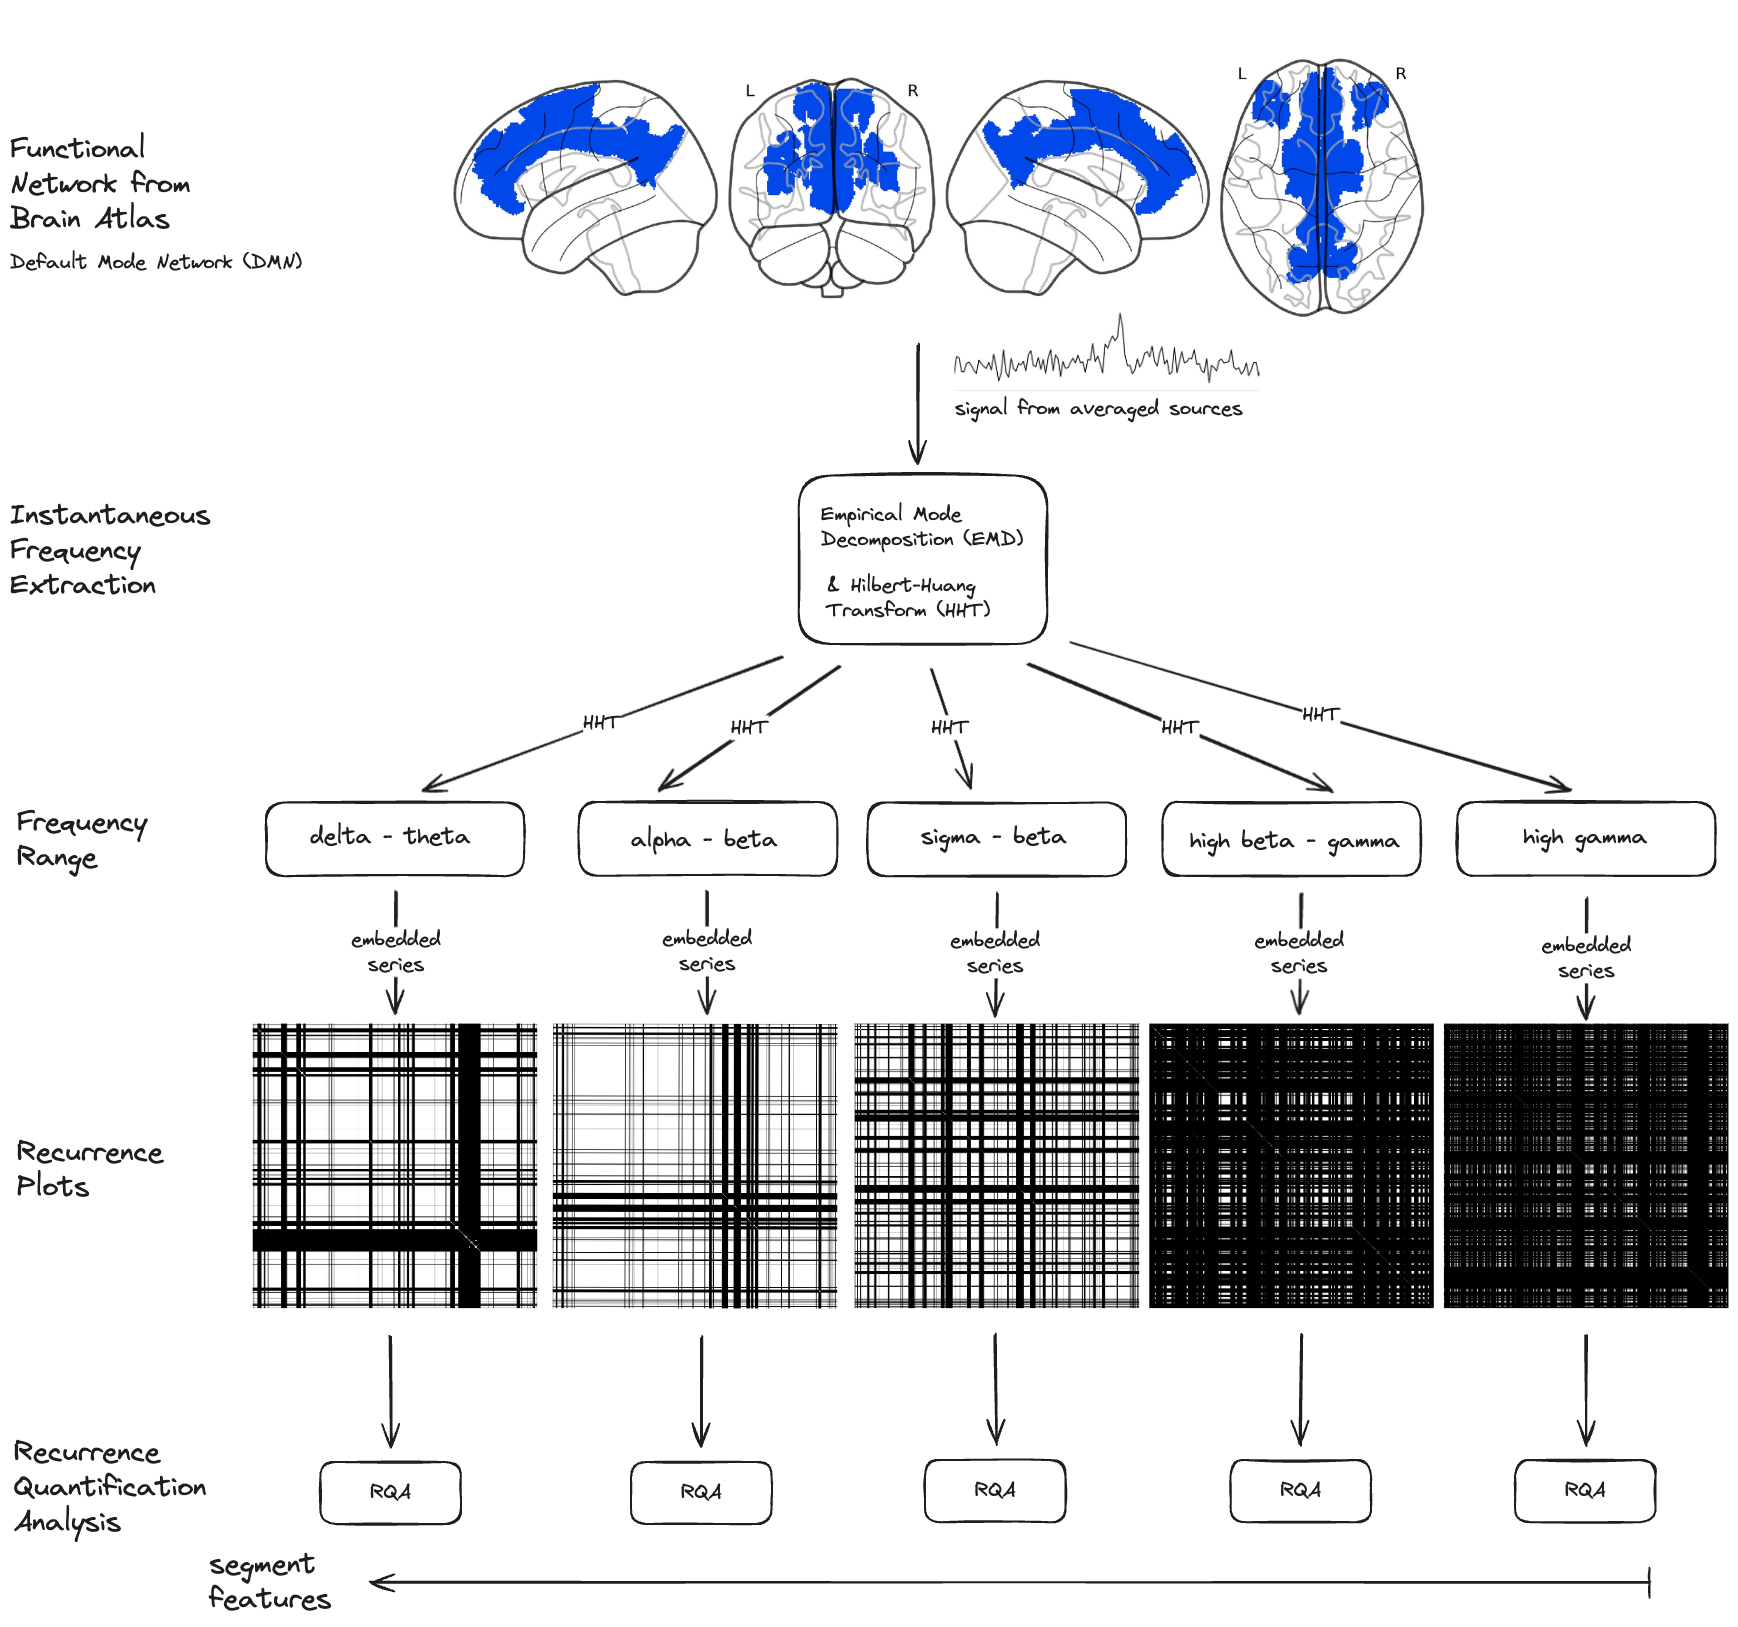 L
R
L
R
Functional
Network from
Brain Atlas
Default Mode Network (DMN)
signal from averaged sources
Instantaneous
Frequency
Extraction
Empirical Mode
Decomposition (EMD)
& Hilbert-Huang
Transform (HHT)
HHT
HHT
HHT
HHT
HHT
Frequency
Range
delta - theta
alpha - beta
sigma - beta
high beta - gamma
high gamma
embedded
series
embedded
series
embedded
series
embedded
series
embedded
series
Recurrence
Plots
Recurrence
Quantification
Analysis
RQA
RQA
RQA
RQA
RQA
segment
features